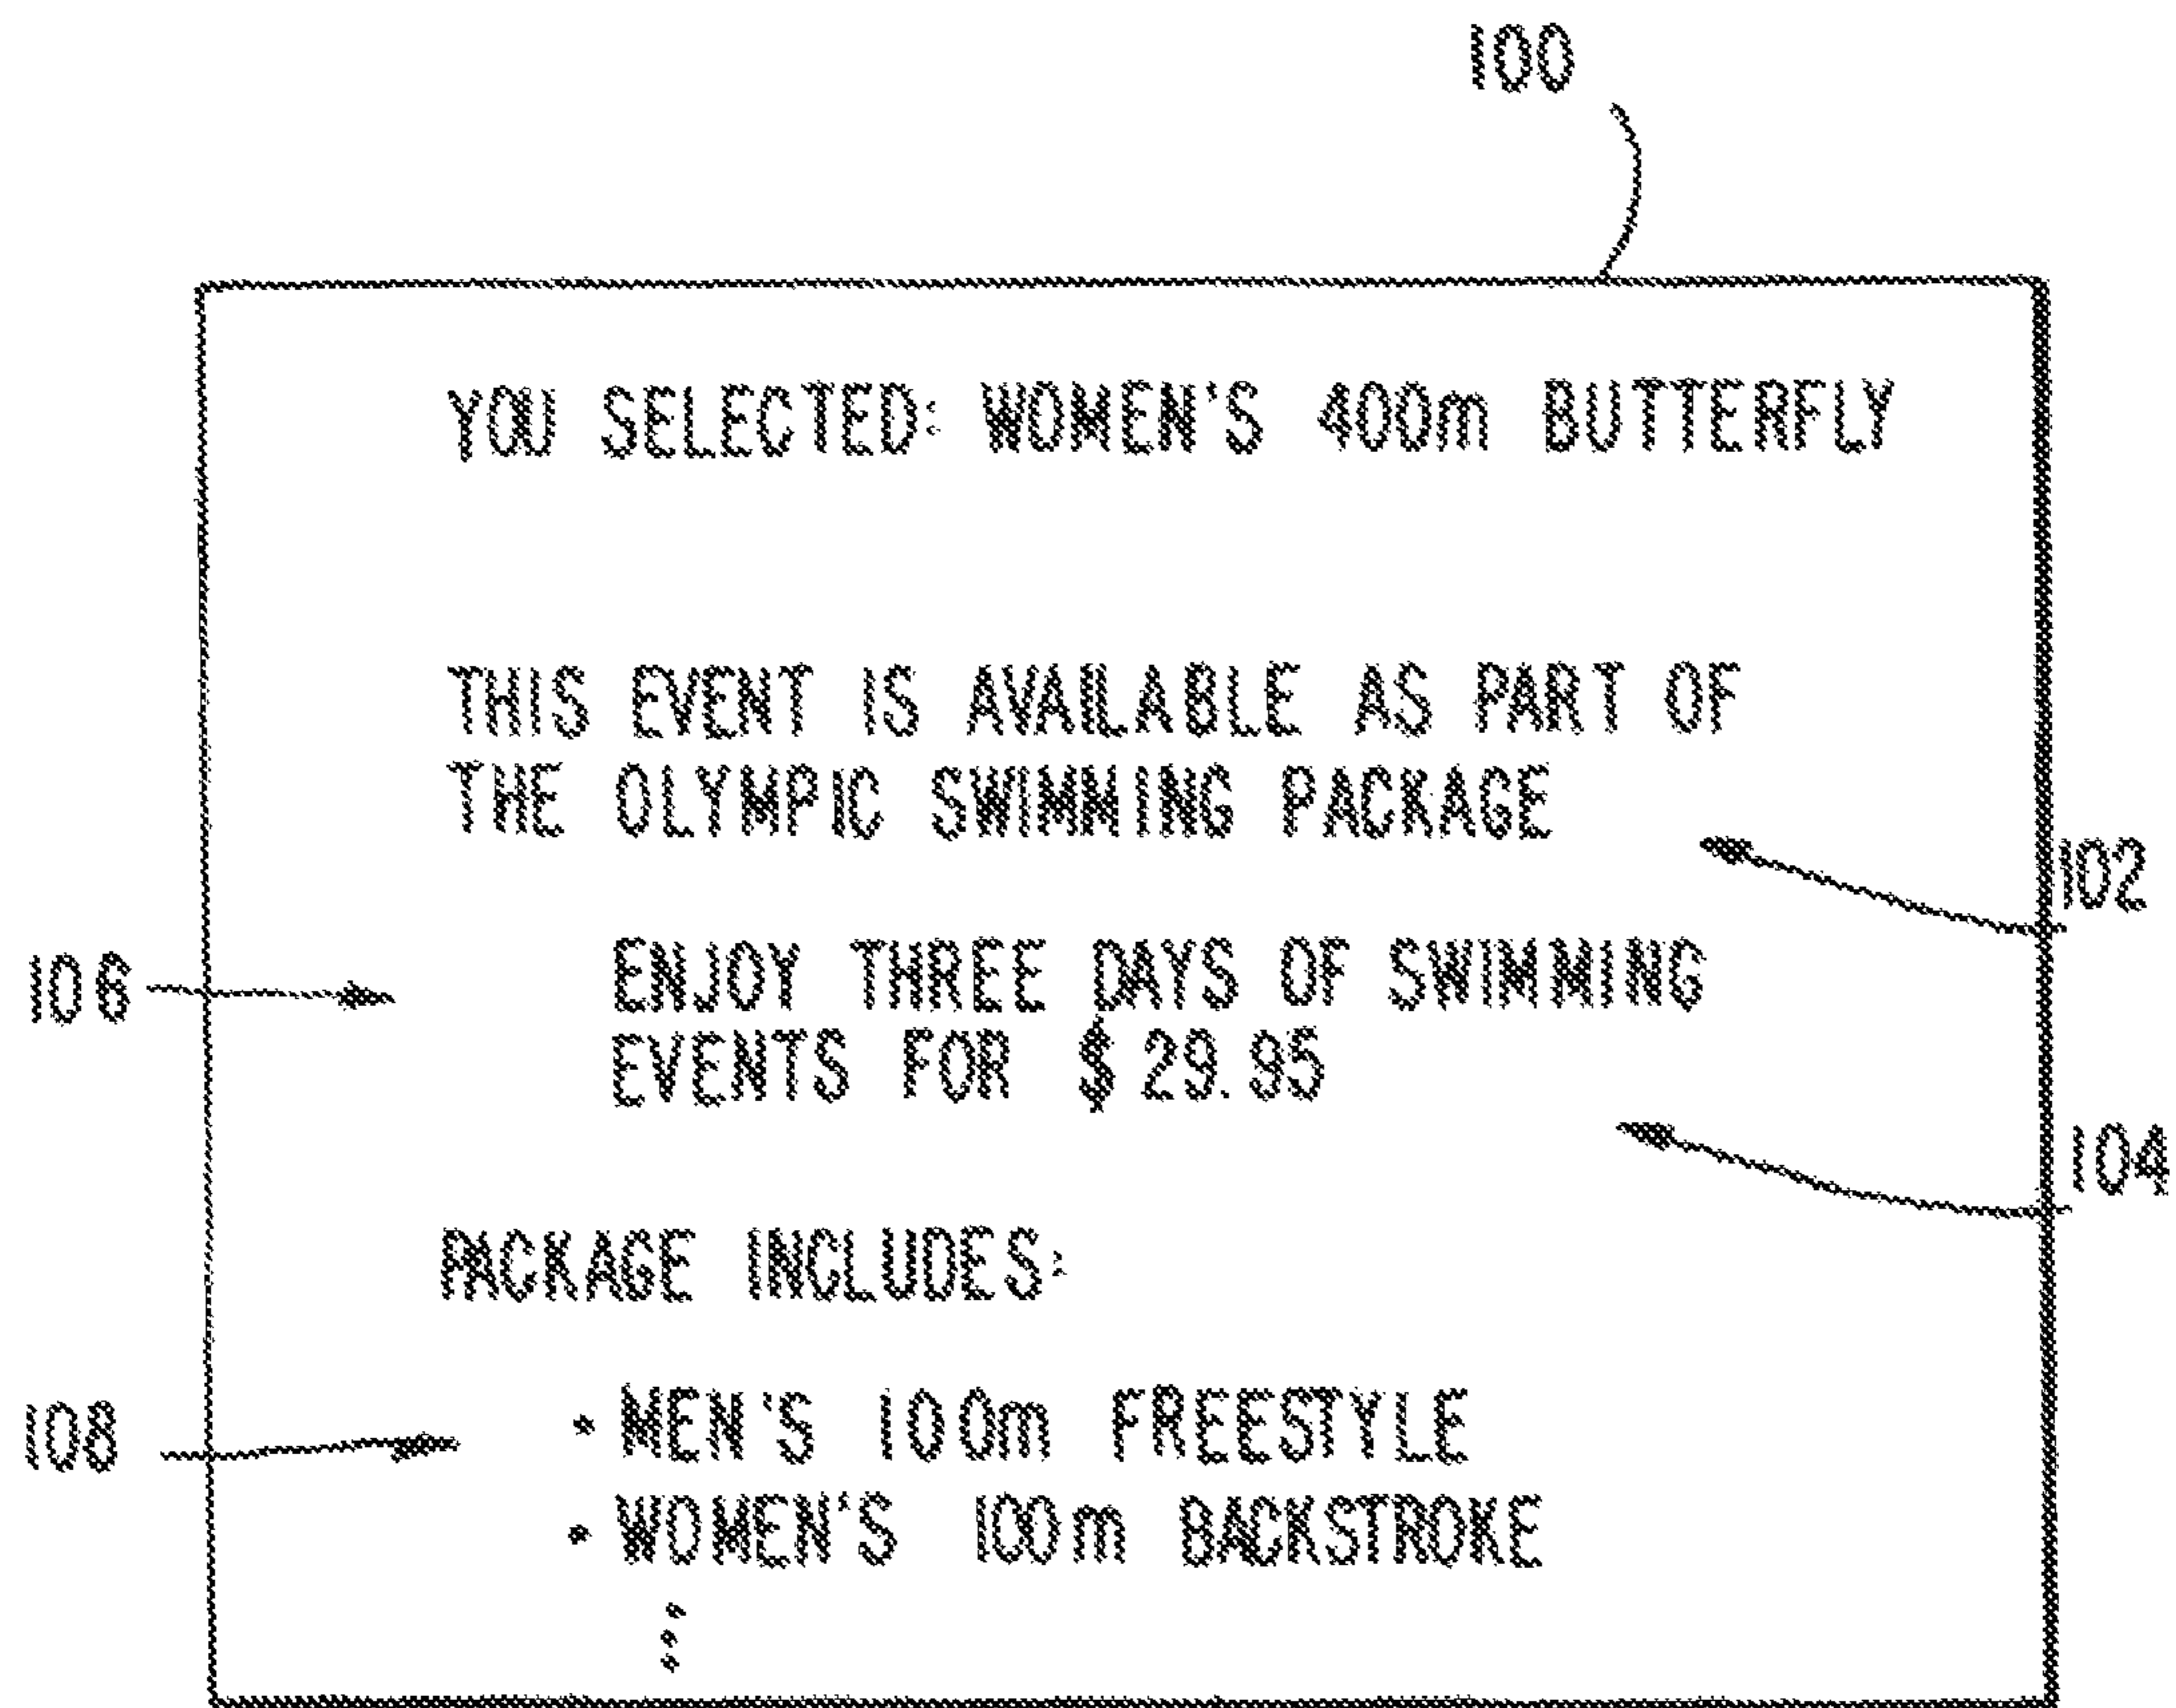 100
YOU SELECTED: WOMEN'S 400m BUTTERFLY
THIS EVENT IS AVAILABLE AS PART OF
THE OLYMPIC SWIMMING PACKAGE
102
106
ENJOY THREE DAYS OF SWIMMING
EVENTS FOR $29.95
104
PACKAGE INCLUDES:
108
• MEN'S 100m FREESTYLE
• WOMEN'S 100m BACKSTROKE